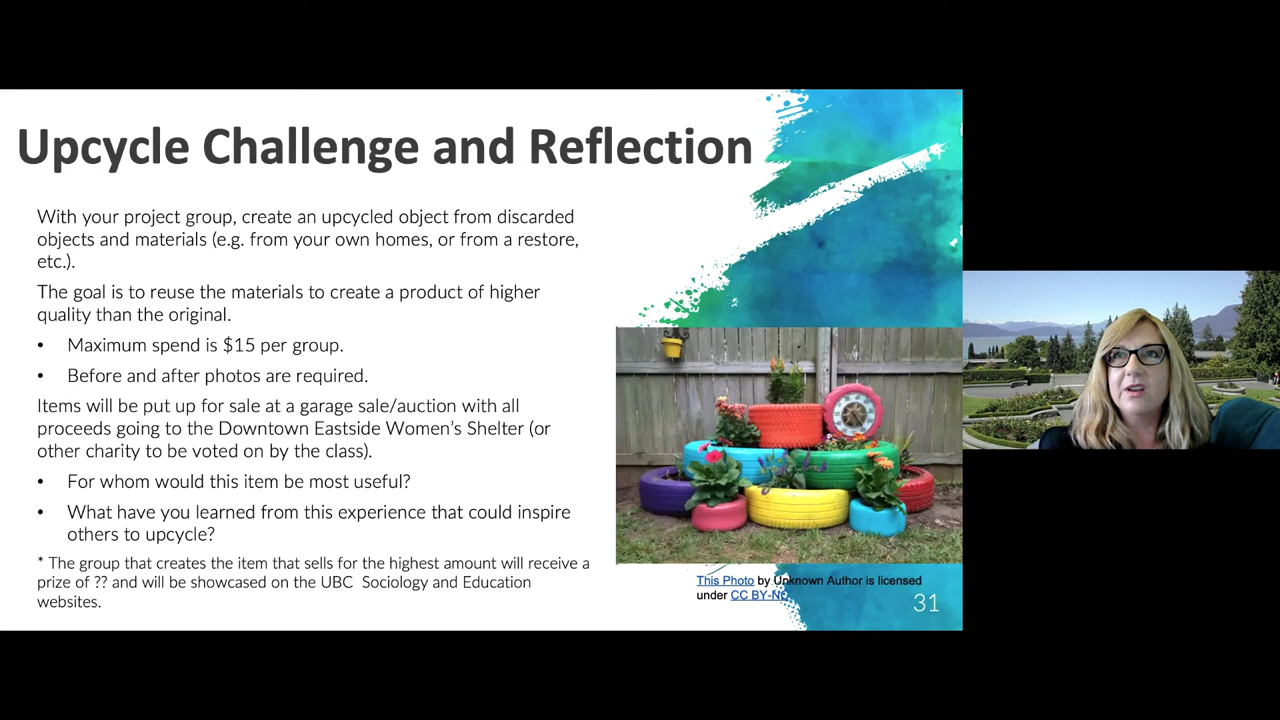 Upcycle Challenge and Reflection
With your project group, create an upcycled object from discarded
objects and materials (e.g. from your own homes, or from a restore,
etc.).
The goal is to reuse the materials to create a product of higher
quality than the original.
• Maximum spend is $15 per group.
• Before and after photos are required.
Items will be put up for sale at a garage sale/auction with all
proceeds going to the Downtown Eastside Women’s Shelter (or
other charity to be voted on by the class).
• For whom would this item be most useful?
• What have you learned from this experience that could inspire
others to upcycle?
* The group that creates the item that sells for the highest amount will receive a
prize of ?? and will be showcased on the UBC Sociology and Education
websites.
This Photo by Unknown Author is licensed
under CC BY-ND
31